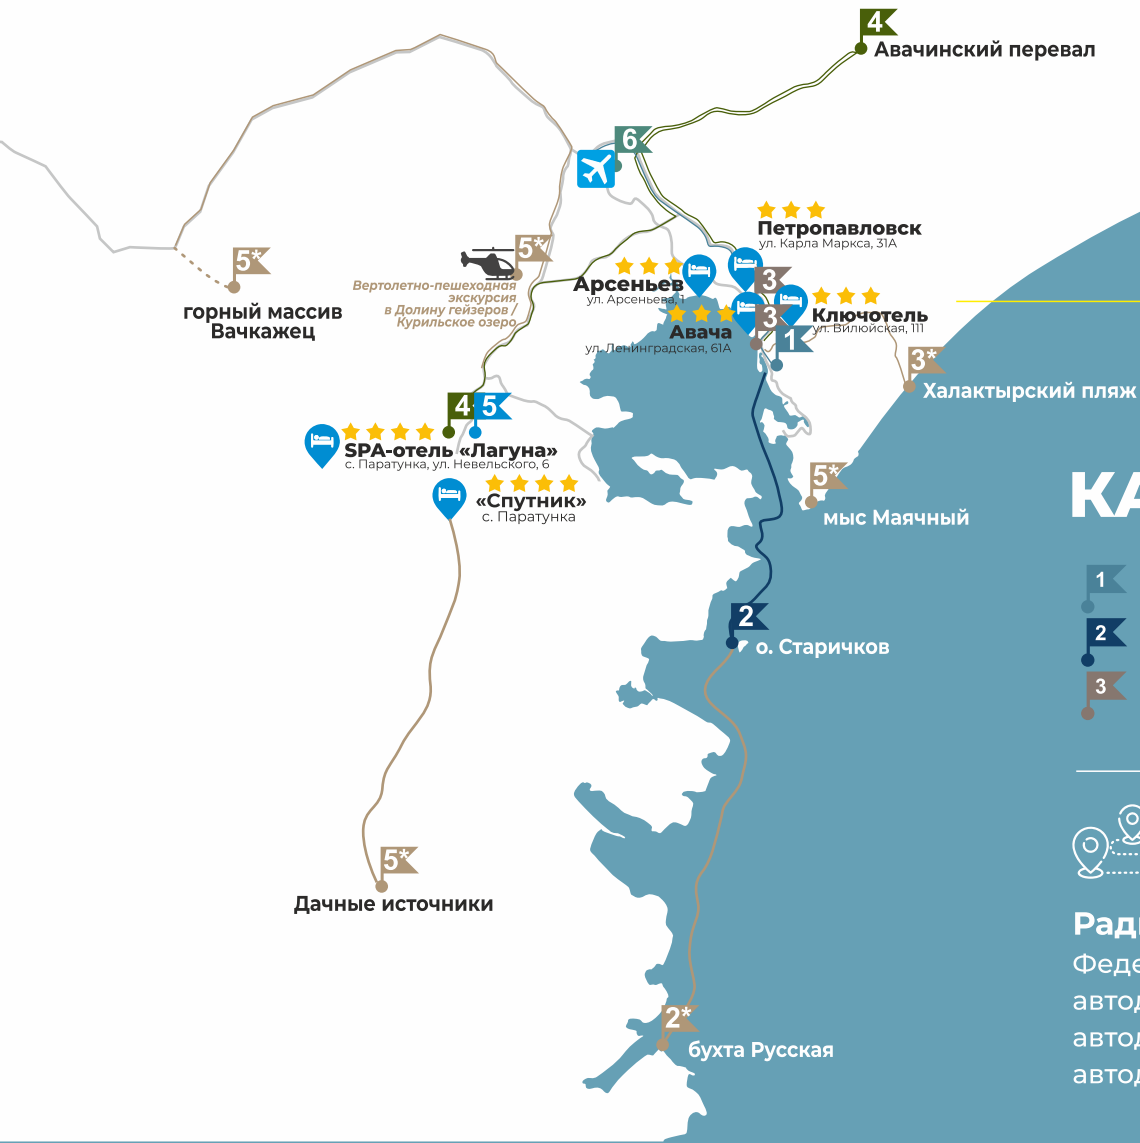 4
Авачинский перевал
6
Петропавловск
ул. Карла Маркса, 31А
5*
5*
горный массив
Вачкажец
Вертолетно-пешеходная
экскурсия
в Долину гейзеров /
Курильское озеро
Арсеньев
ул. Арсеньева, 1
3
Ключотель
ул. Вилюйская, 111
3
Авача
ул. Ленинградская, 61А
1
3*
Халактырский пляж
4
5
SPA-отель «Лагуна»
с. Паратунка, ул. Невельского, 6
«Спутник»
с. Паратунка
5*
мыс Маячный
КА
1
2
3
2
о. Старичков
5*
Дачные источники
Рад
Феде
автод
автод
автод
2*
бухта Русская